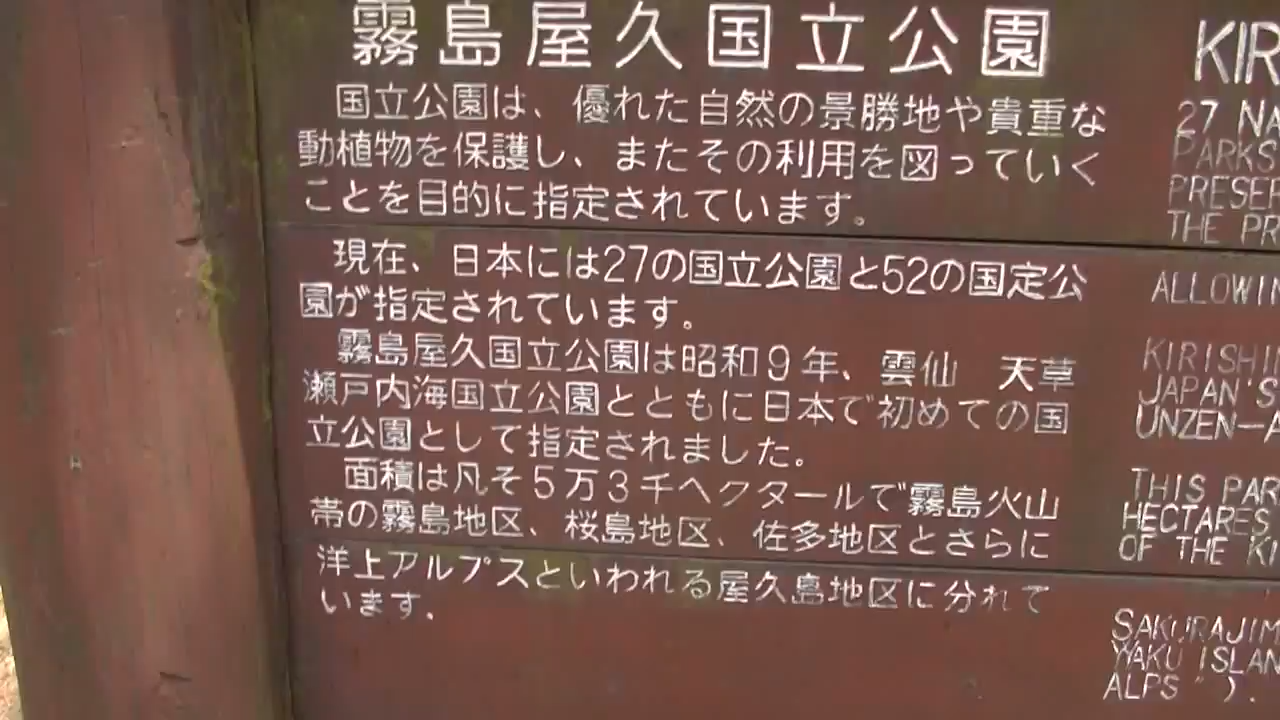 霧島屋久国立公園
国立公園は、優れた自然の景勝地や貴重な
動植物を保護し、またその利用を図っていく
ことを目的に指定されています。
現在、日本には27の国立公園と52の国定公
園が指定されています。
霧島屋久国立公園は昭和9年、雲仙 天草
瀬戸内海国立公園とともに日本で初めての国
立公園として指定されました。
面積は凡そ5万3千ヘクタールで霧島火山
帯の霧島地区、桜島地区、佐多地区とさらに
洋上アルプスといわれる屋久島地区に分れて
います.
KIR
27 NA
PARKS
PRESER
THE PR
ALLOWIN
KIRISHI
JAPAN'S
UNZEN-A
THIS PAR
HECTARES
OF THE KI
SAKURAJIM
YAKU ISLAN
ALPS").